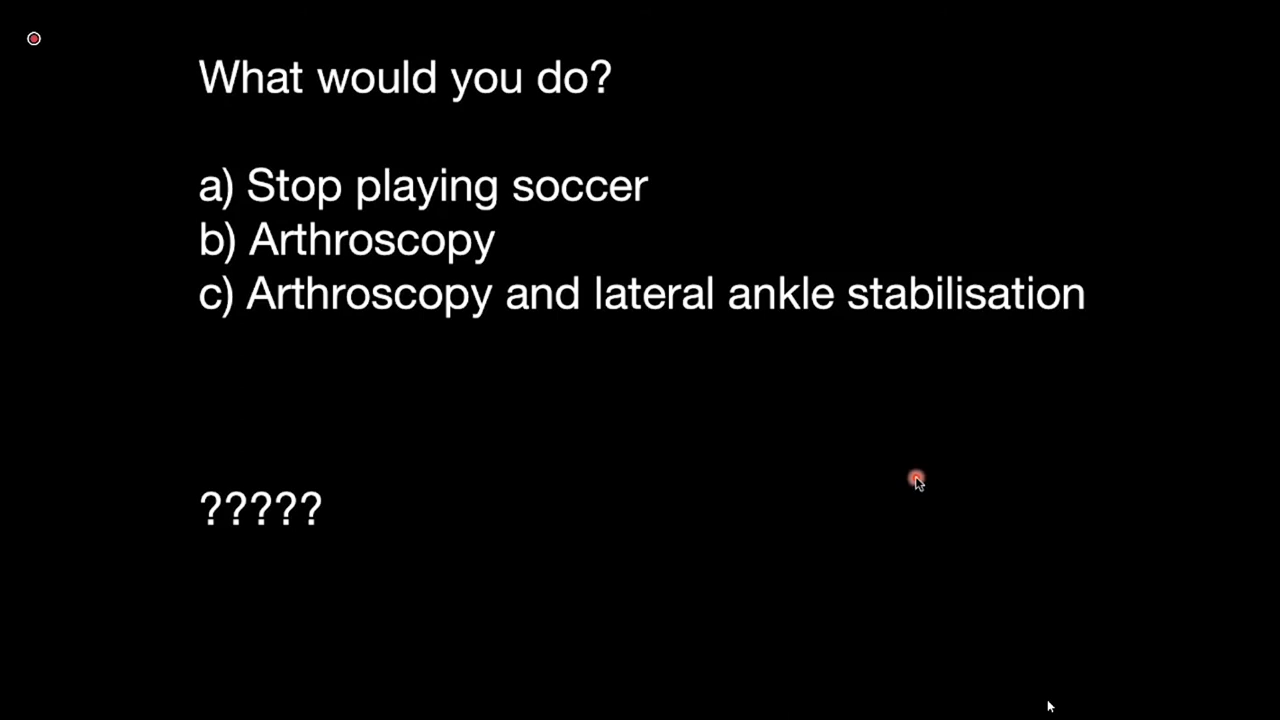 What would you do?
a) Stop playing soccer
b) Arthroscopy
c) Arthroscopy and lateral ankle stabilisation
?????